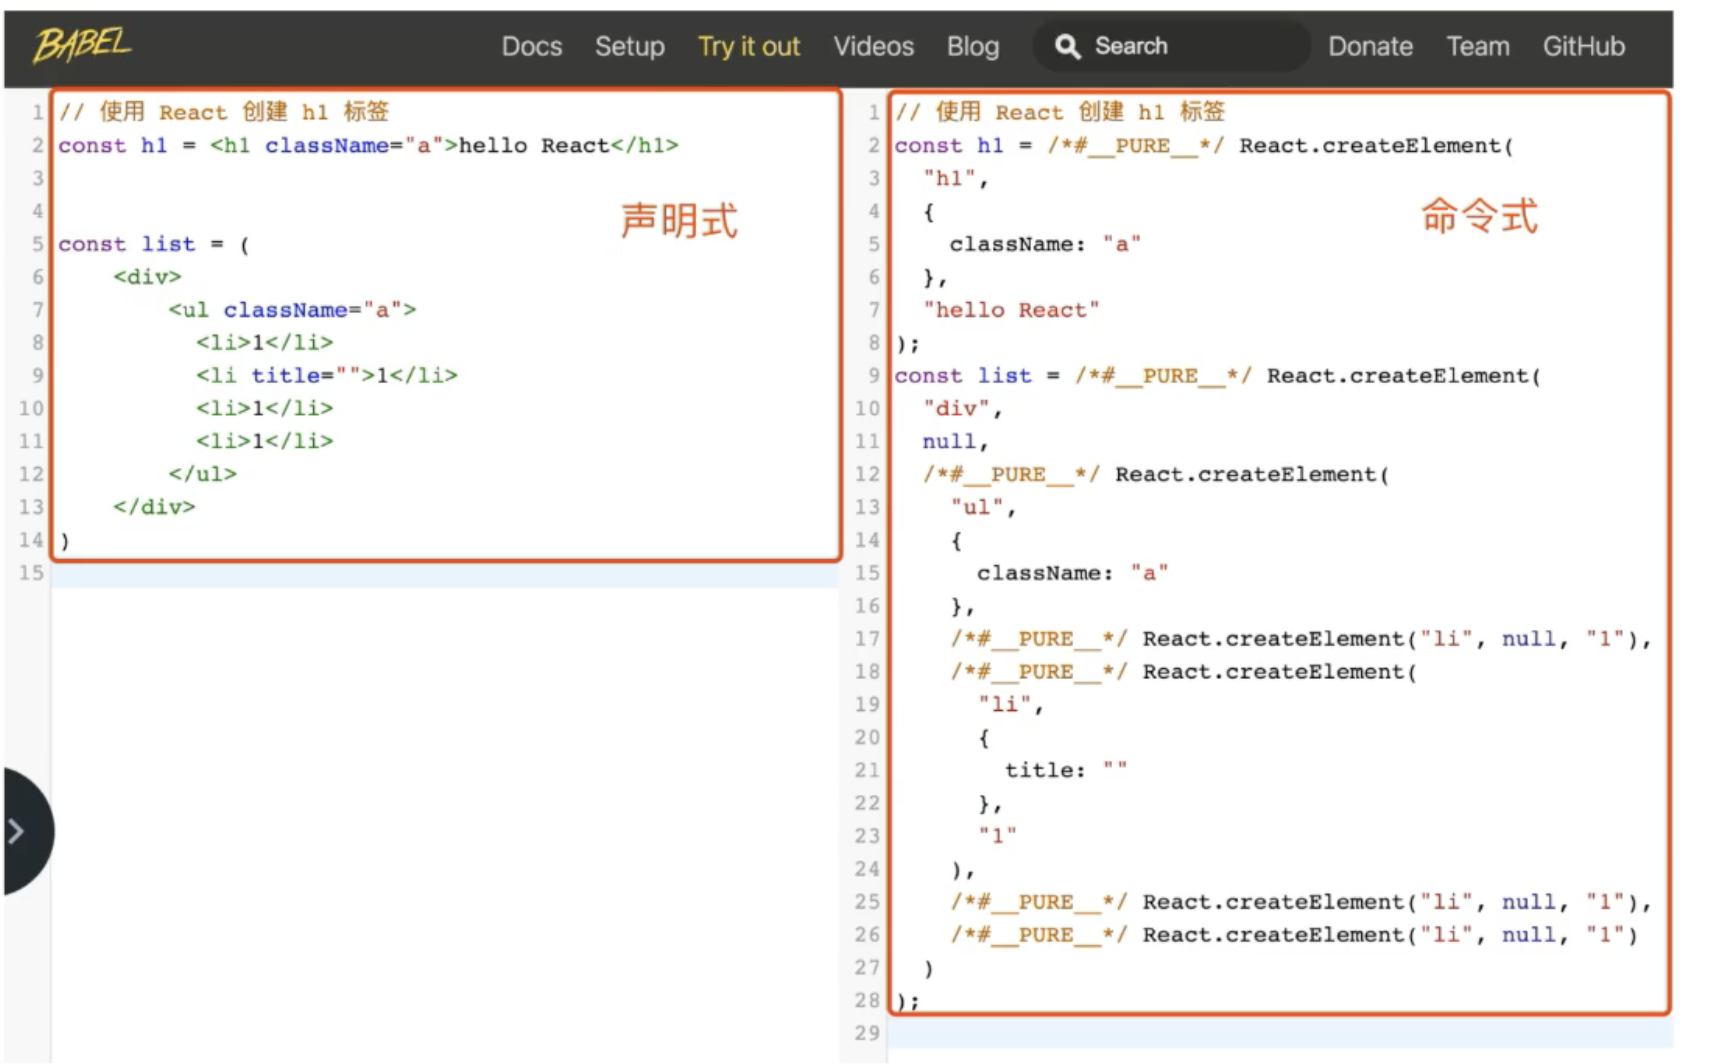 BABEL Docs Setup Try it out Videos Blog Search Donate Team GitHub
1 // 使用 React 创建 h1 标签
2 const h1 = <h1 className="a">hello React</h1>
3
4
声明式
5 const list = (
6 <div>
7 <ul className="a">
8 <li>1</li>
9 <li title="">1</li>
10 <li>1</li>
11 <li>1</li>
12 </ul>
13 </div>
14 )
15
1 // 使用 React 创建 h1 标签
2 const h1 = /*#__PURE__*/ React.createElement(
3 "h1",
4 {
命令式
5 className: "a"
6 },
7 "hello React"
8 );
9 const list = /*#__PURE__*/ React.createElement(
10 "div",
11 null,
12 /*#__PURE__*/ React.createElement(
13 "ul",
14 {
15 className: "a"
16 },
17 /*#__PURE__*/ React.createElement("li", null, "1"),
18 /*#__PURE__*/ React.createElement(
19 "li",
20 {
21 title: ""
22 },
23 "1"
24 ),
25 /*#__PURE__*/ React.createElement("li", null, "1"),
26 /*#__PURE__*/ React.createElement("li", null, "1")
27 )
28 );
29